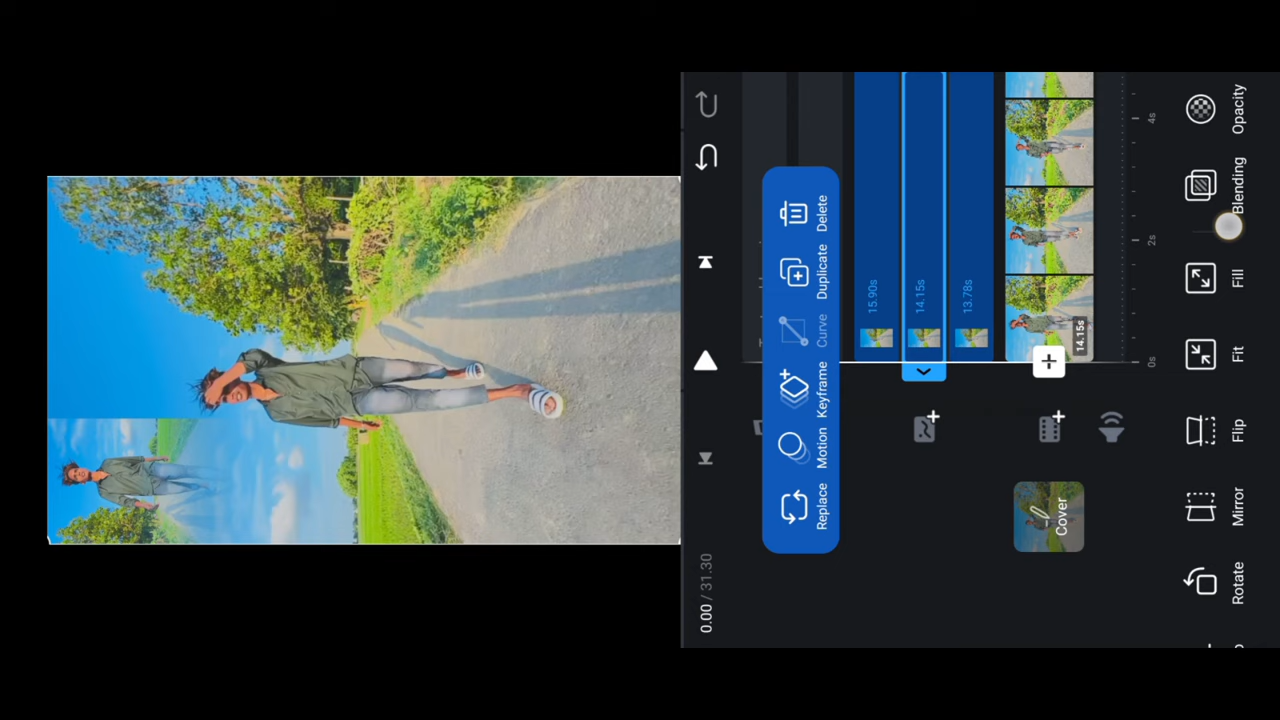 0.00 / 31.30
Replace
Motion
Keyframe
Curve
Duplicate
Delete
15.90s
14.15s
13.78s
14.15s
Cover
0s
2s
4s
Rotate
Mirror
Flip
Fit
Fill
Blending
Opacity